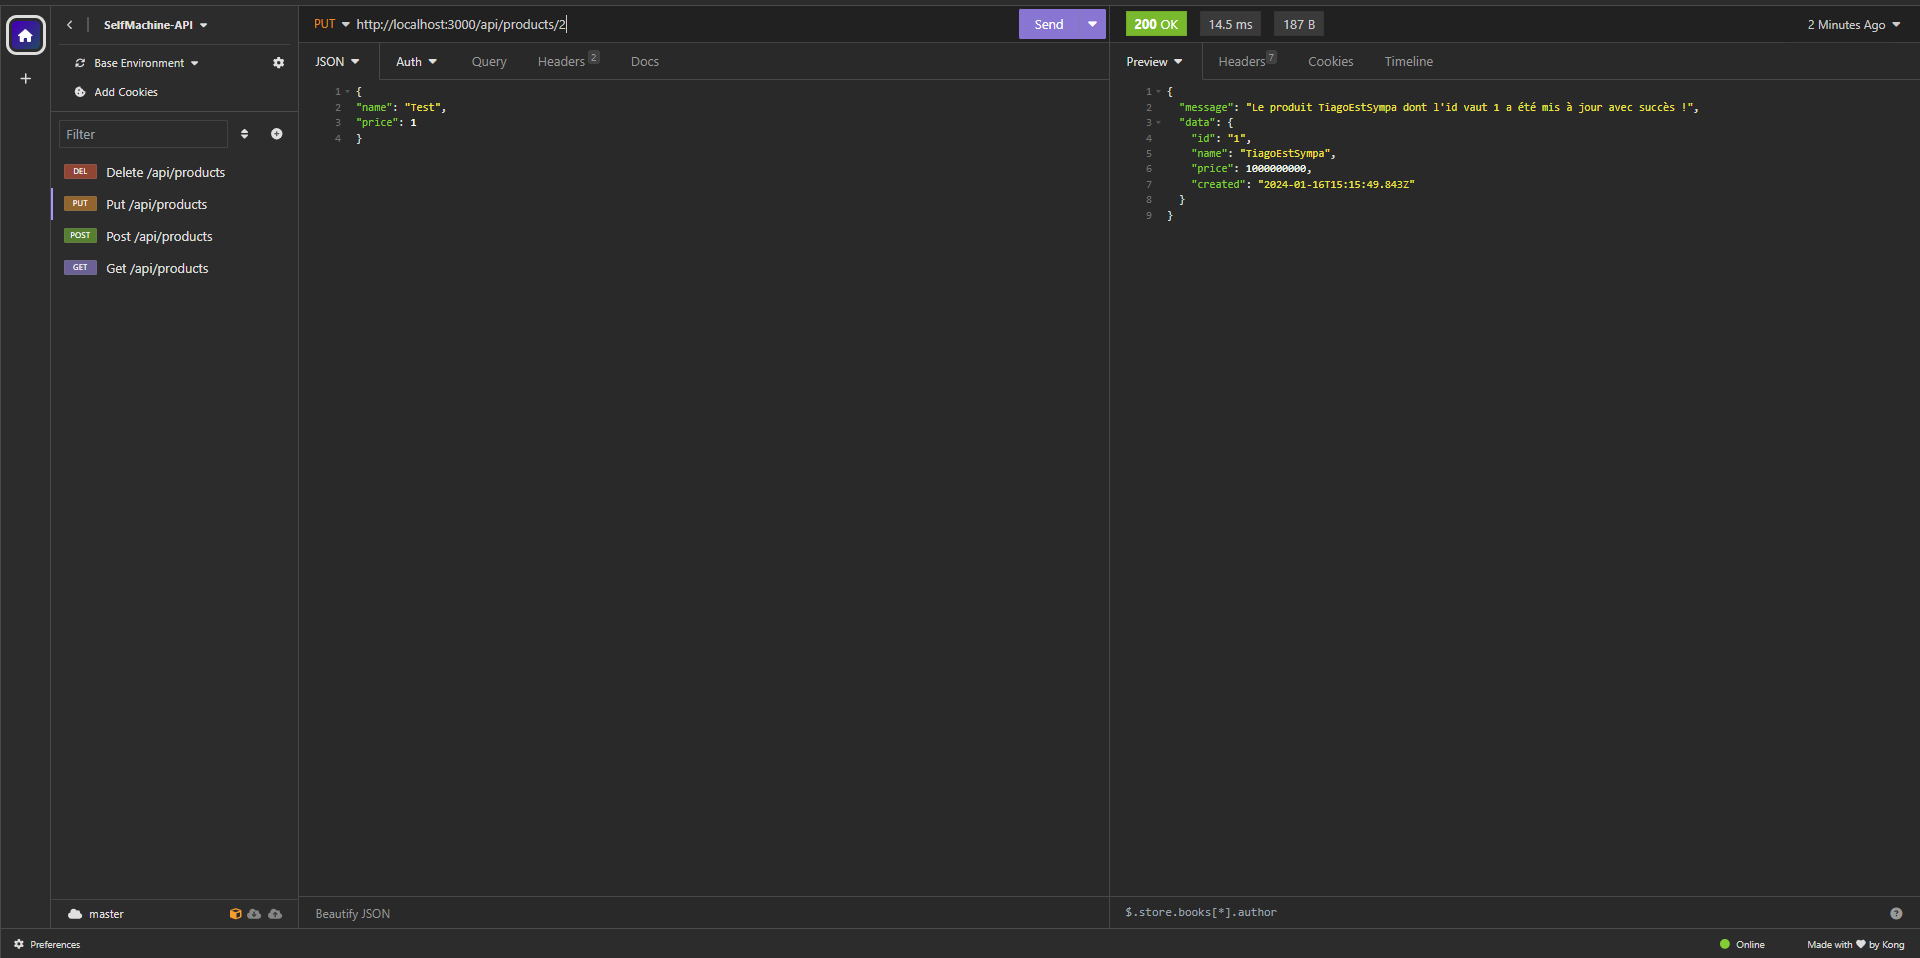 SelfMachine-API
Base Environment
Add Cookies
Filter
DEL Delete /api/products
PUT Put /api/products
POST Post /api/products
GET Get /api/products
master
Preferences
PUT http://localhost:3000/api/products/2
Send
JSON Auth Query Headers 2 Docs
1 {
2 "name": "Test",
3 "price": 1
4 }
Beautify JSON
200 OK 14.5 ms 187 B 2 Minutes Ago
Preview Headers 7 Cookies Timeline
1 {
2 "message": "Le produit TiagoEstSympa dont l'id vaut 1 a été mis à jour avec succès !",
3 "data": {
4 "id": "1",
5 "name": "TiagoEstSympa",
6 "price": 1000000000,
7 "created": "2024-01-16T15:15:49.843Z"
8 }
9 }
$.store.books[*].author
Online Made with ♥ by Kong